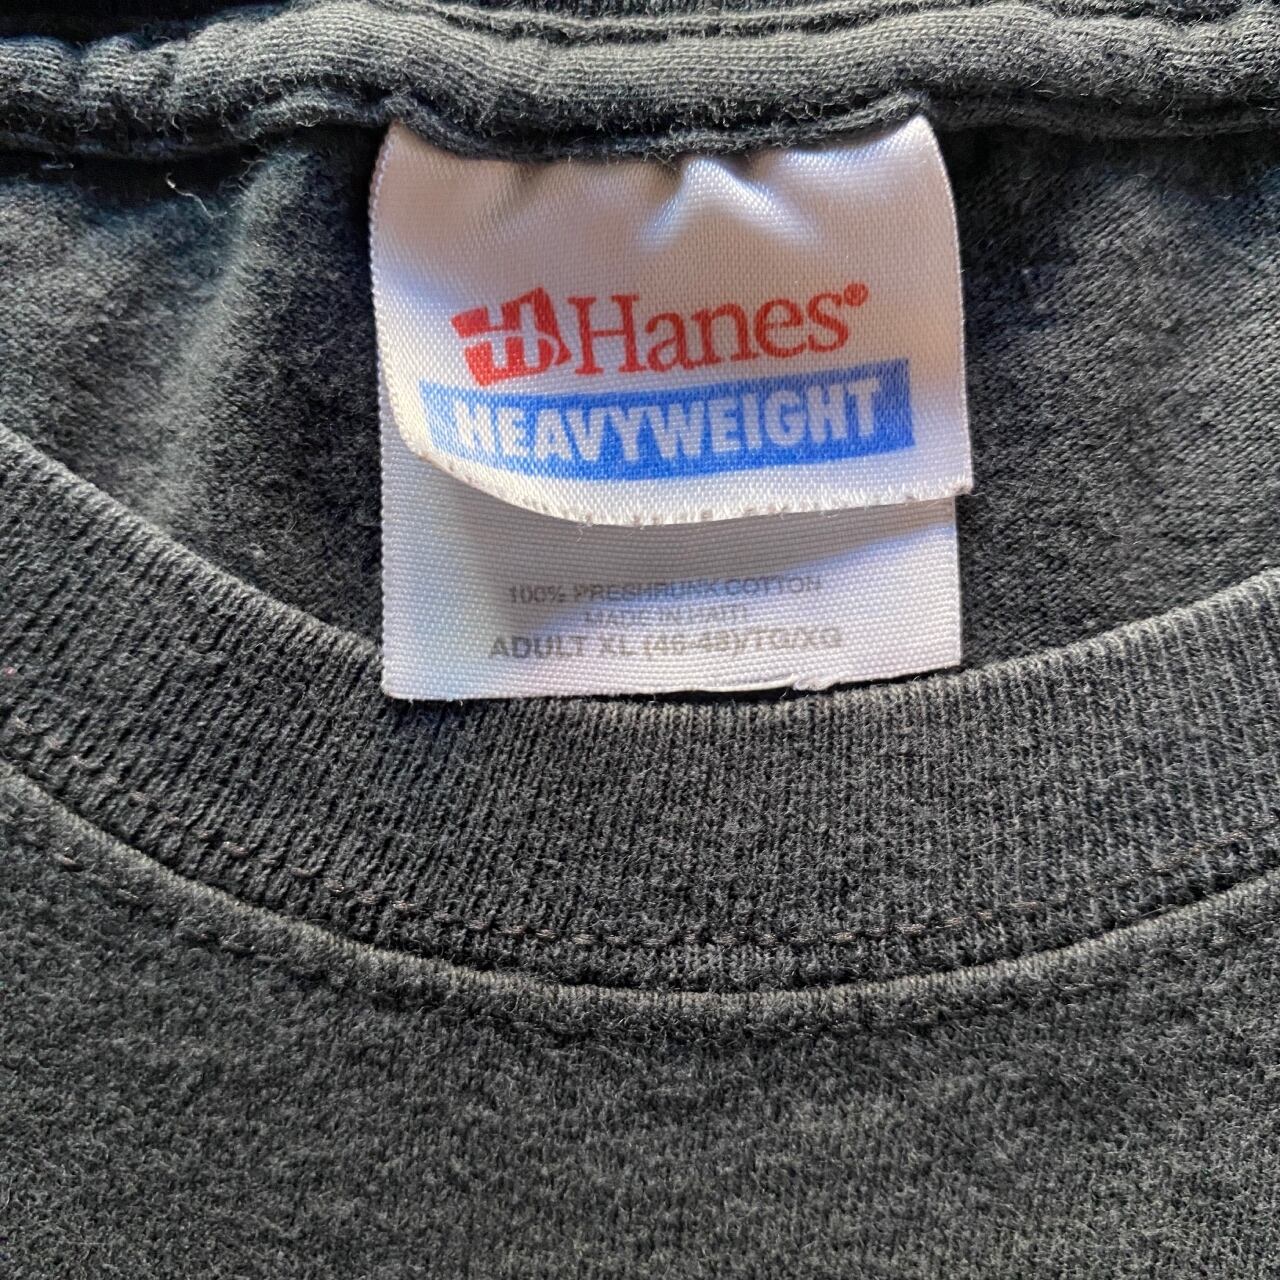 Hanes®
HEAVYWEIGHT
100% PRESHRUNK COTTON
MADE IN HAITI
ADULT XL (46-48)/TG/XG